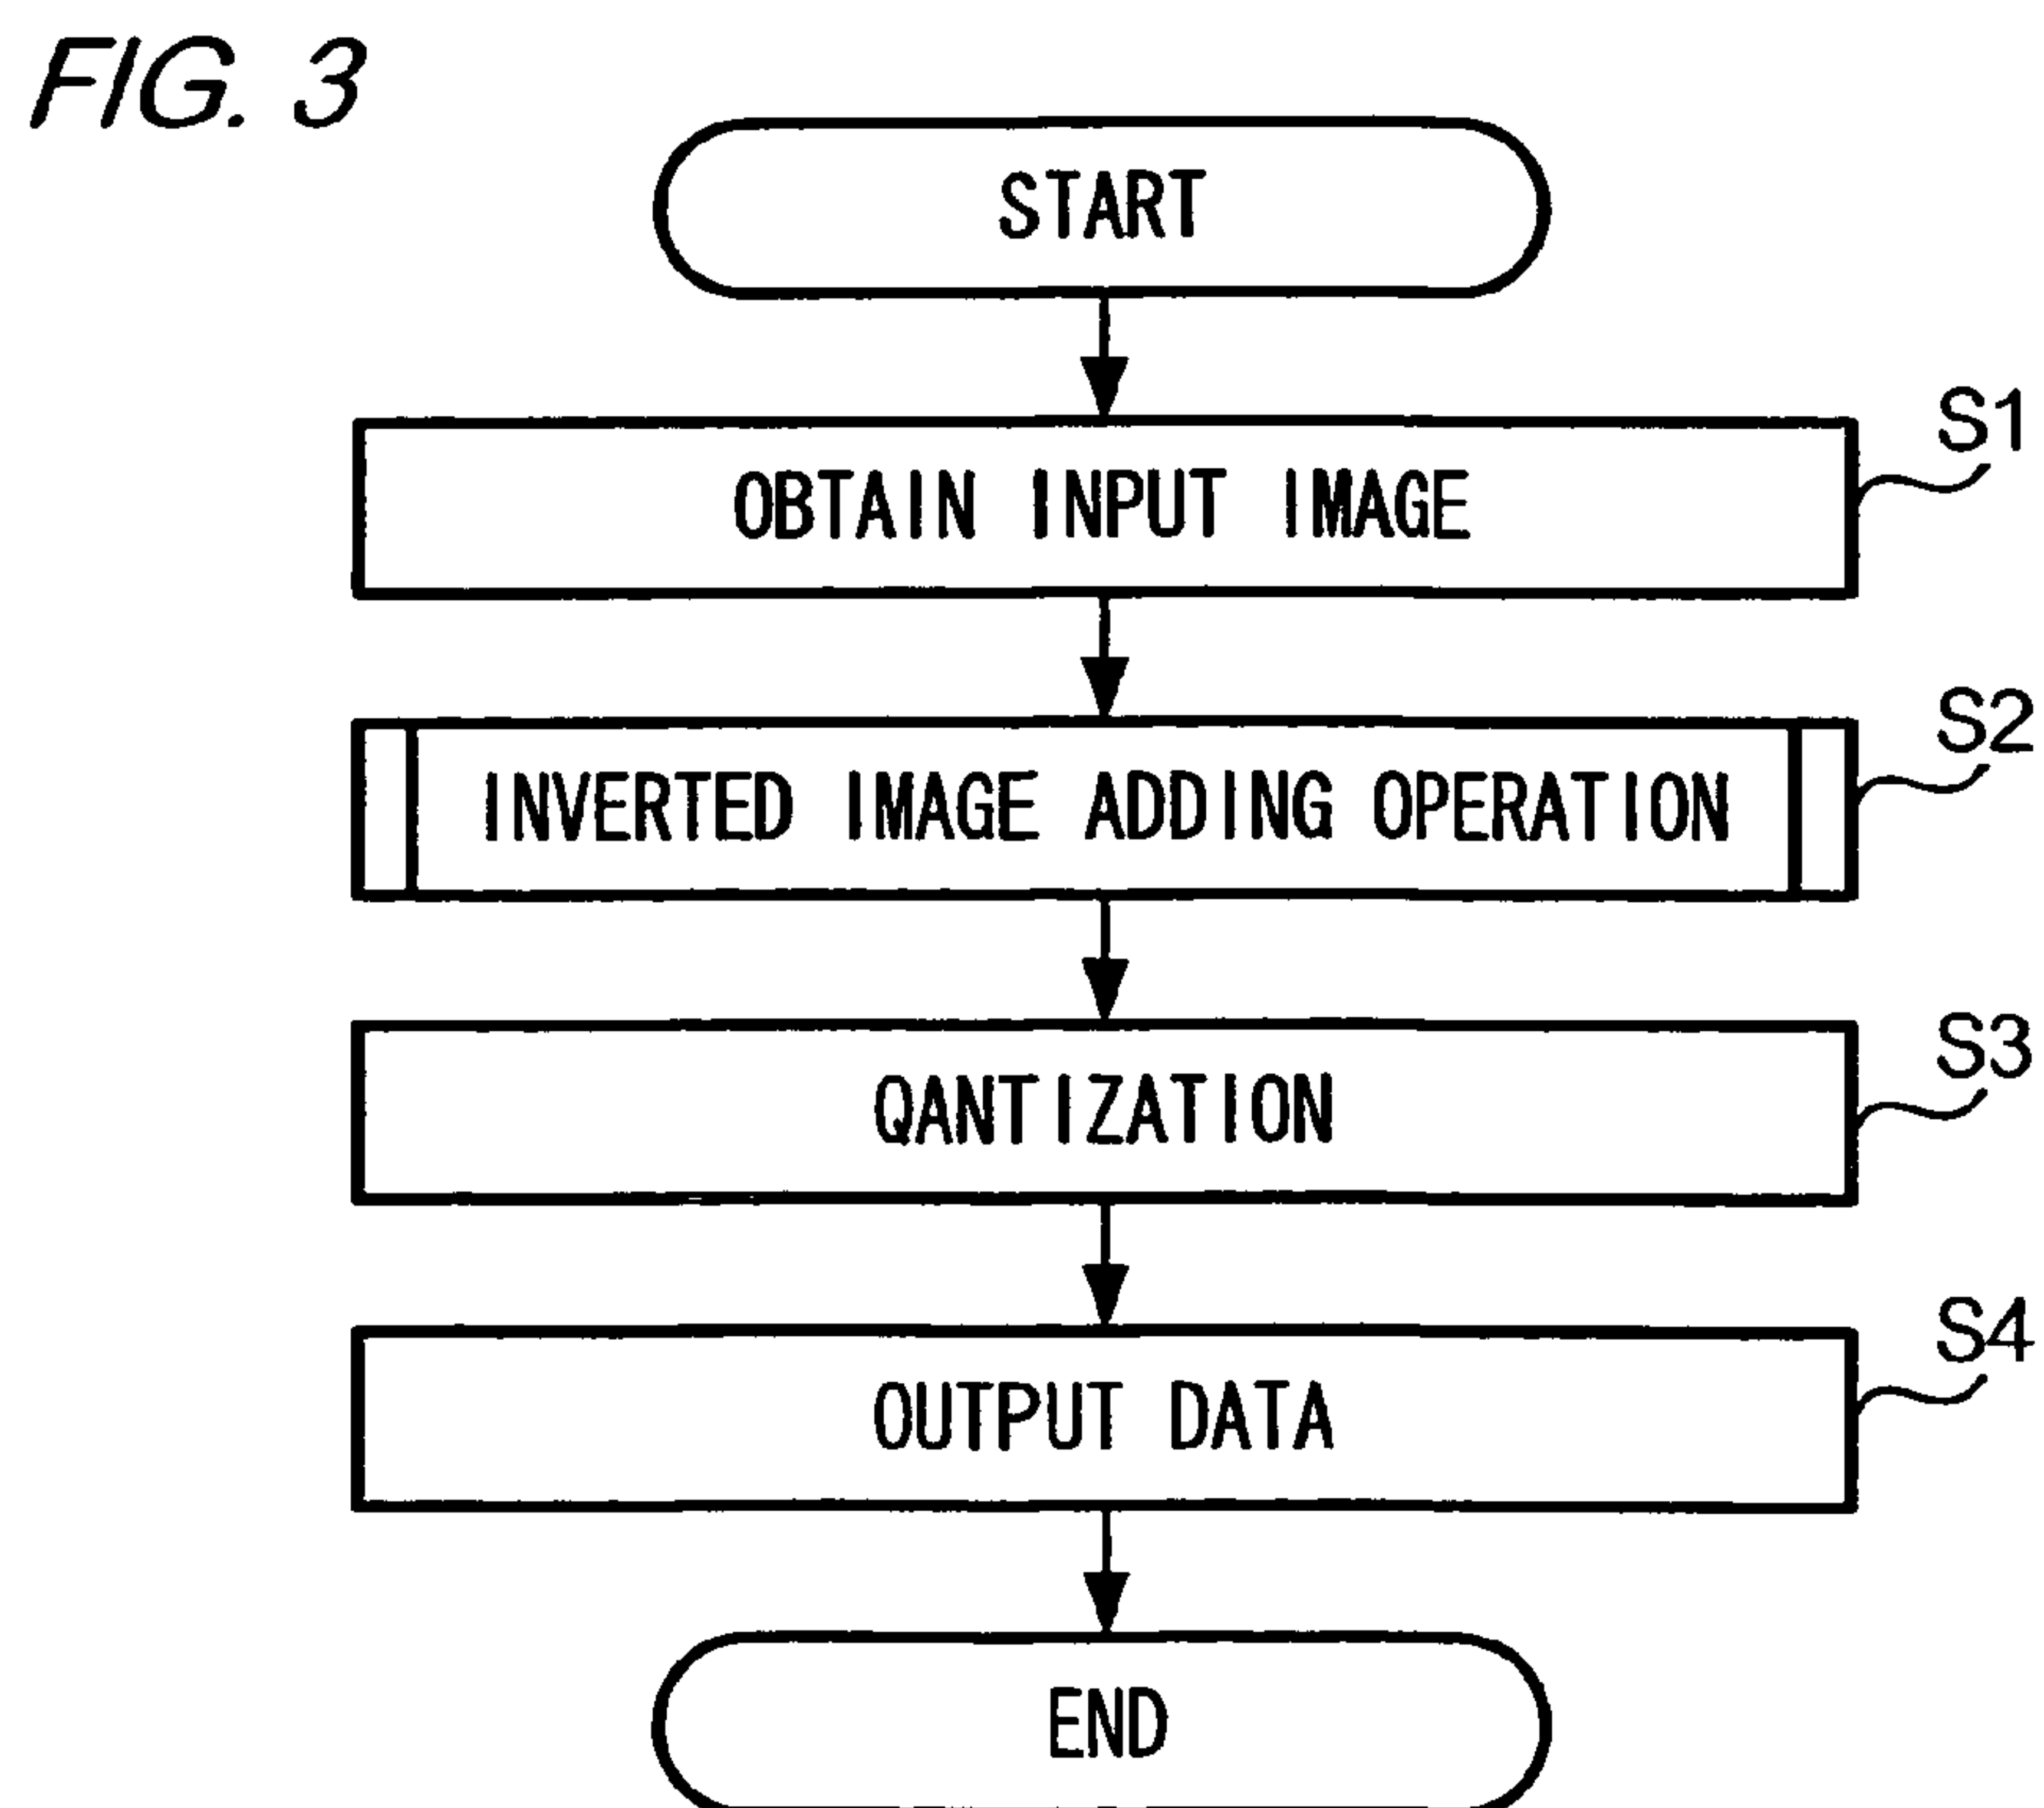 FIG. 3
START
OBTAIN INPUT IMAGE
S1
INVERTED IMAGE ADDING OPERATION
S2
QANTIZATION
S3
OUTPUT DATA
S4
END